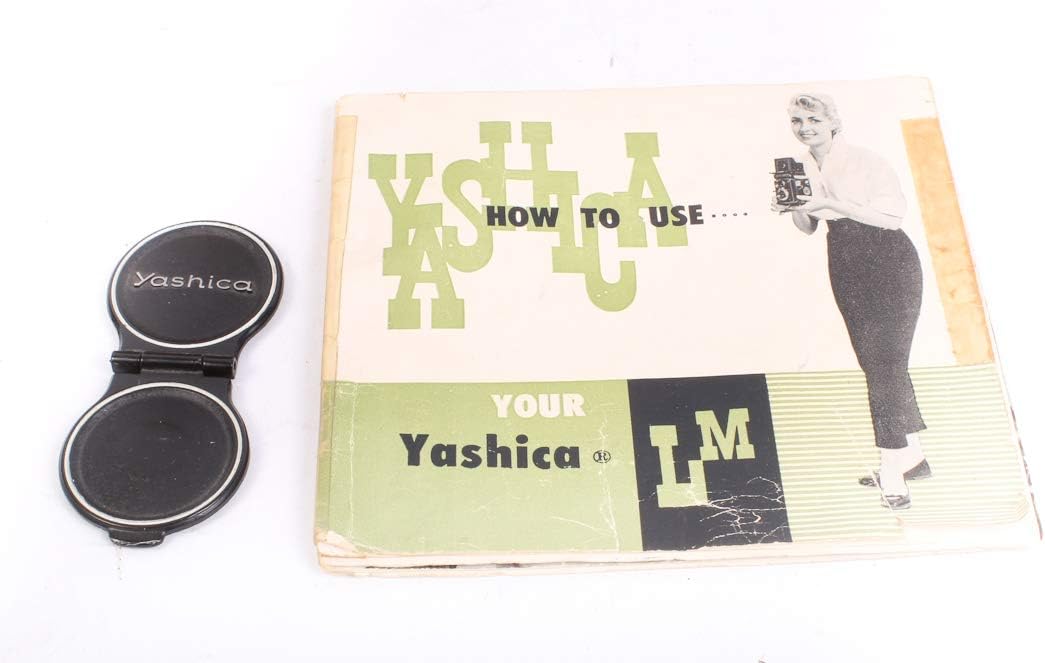 Yashica
YASHICA
HOW TO USE....
YOUR
Yashica ®
LM